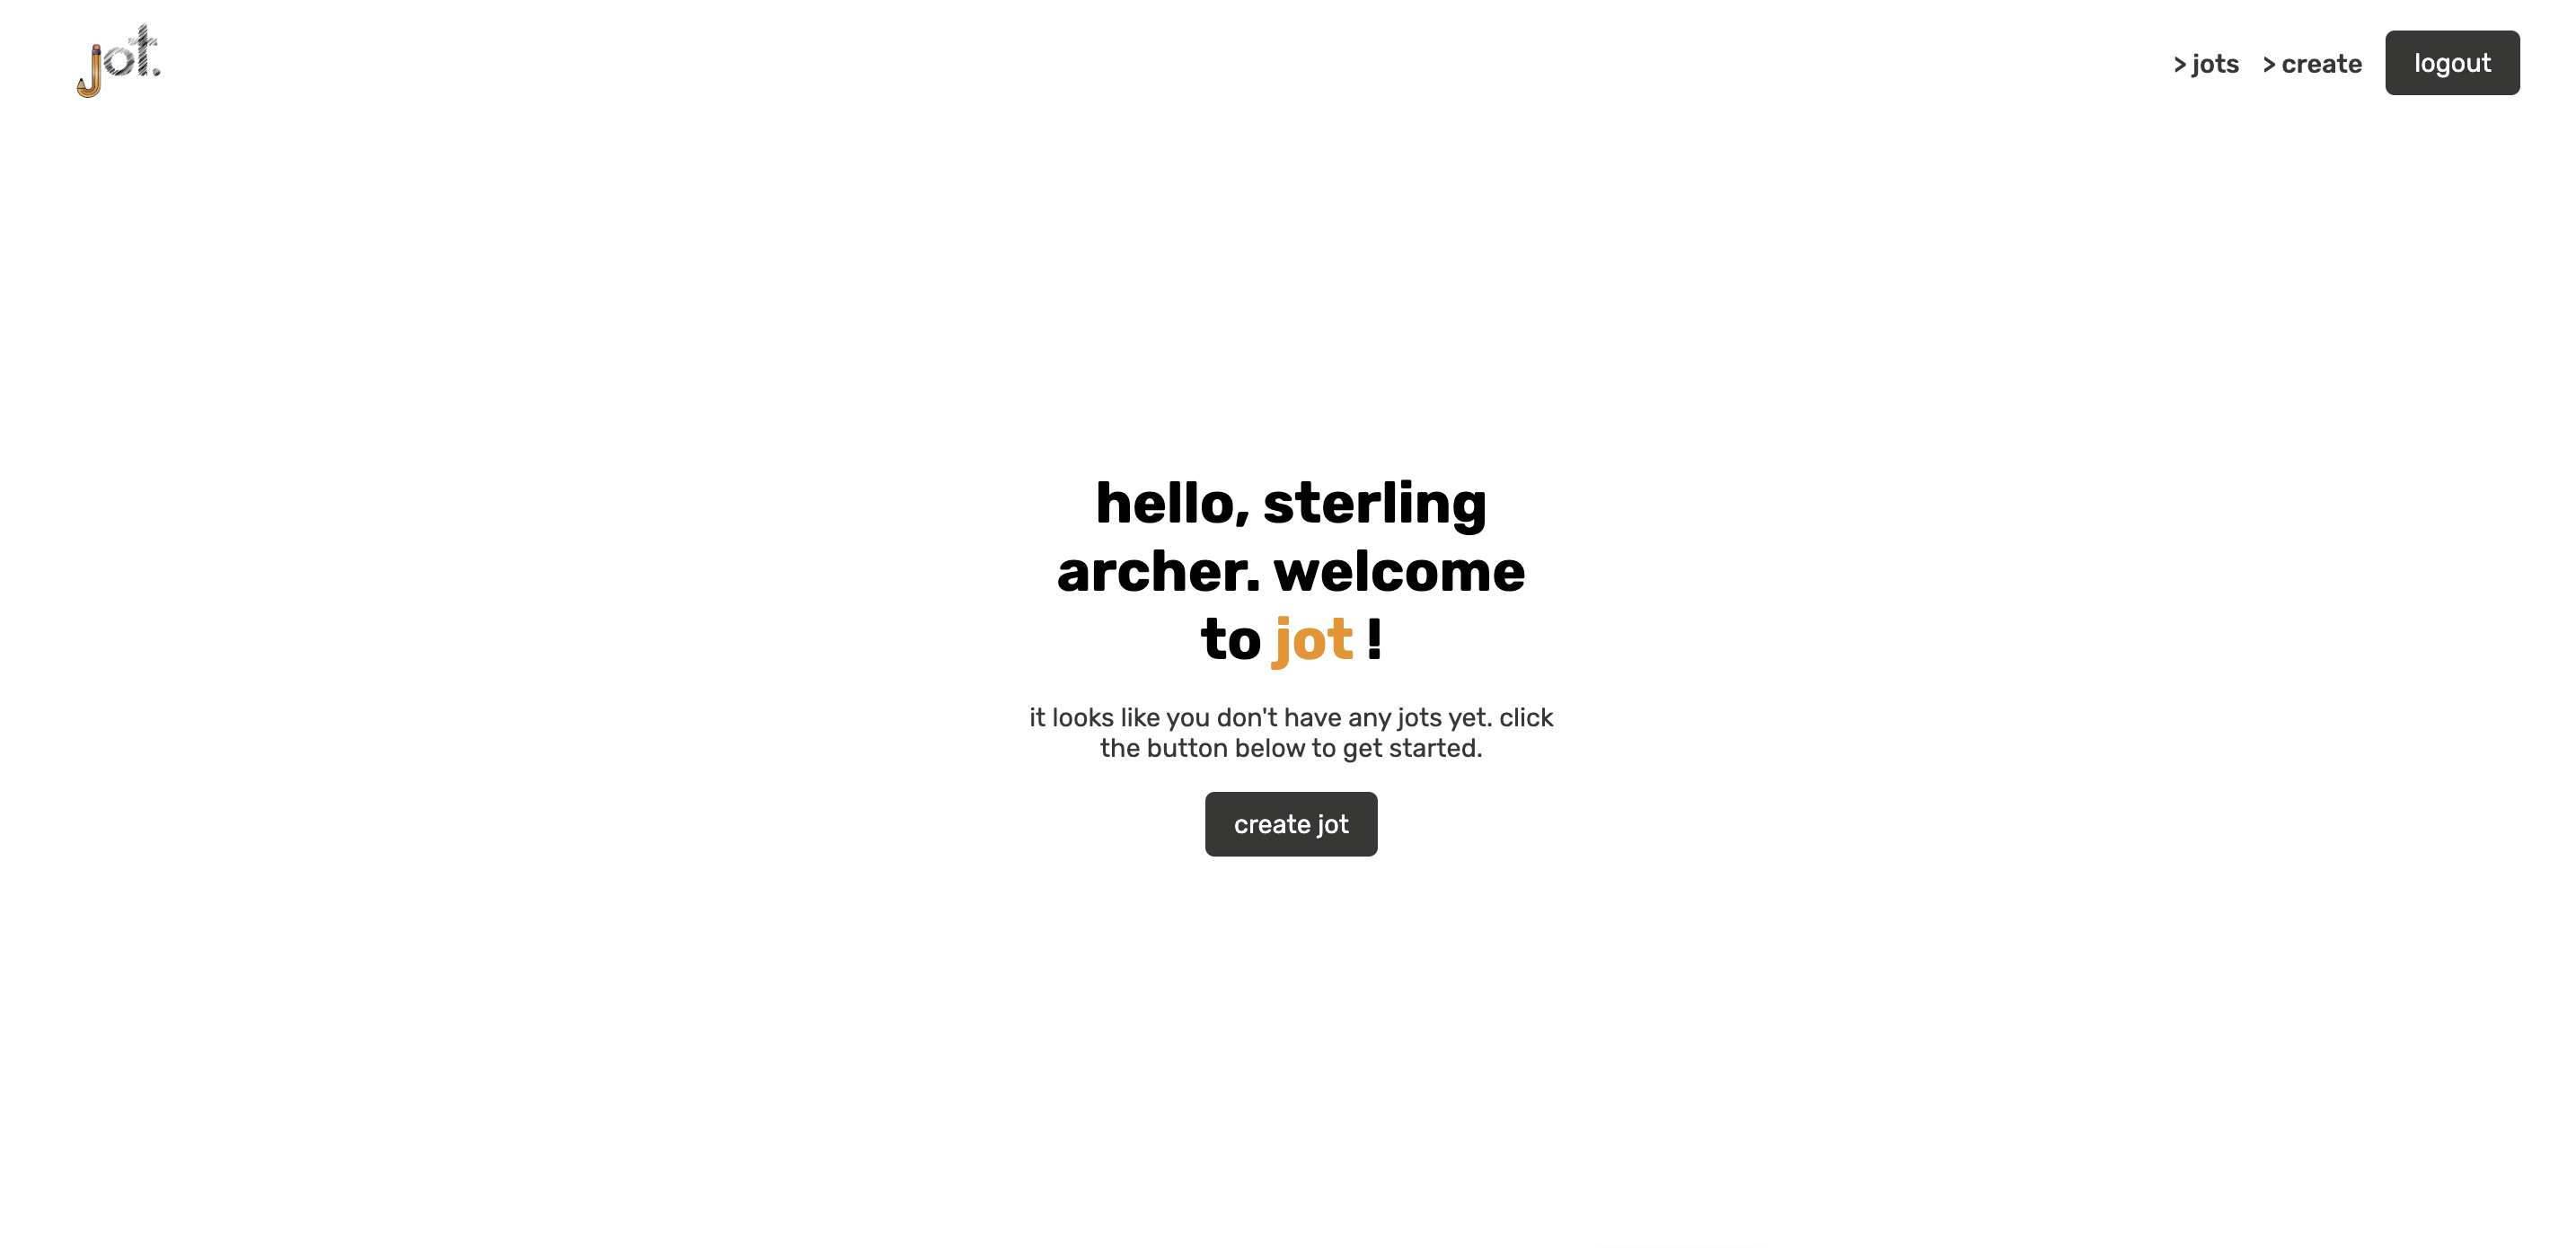 jot.
> jots > create logout
hello, sterling
archer. welcome
to jot !
it looks like you don't have any jots yet. click
the button below to get started.
create jot